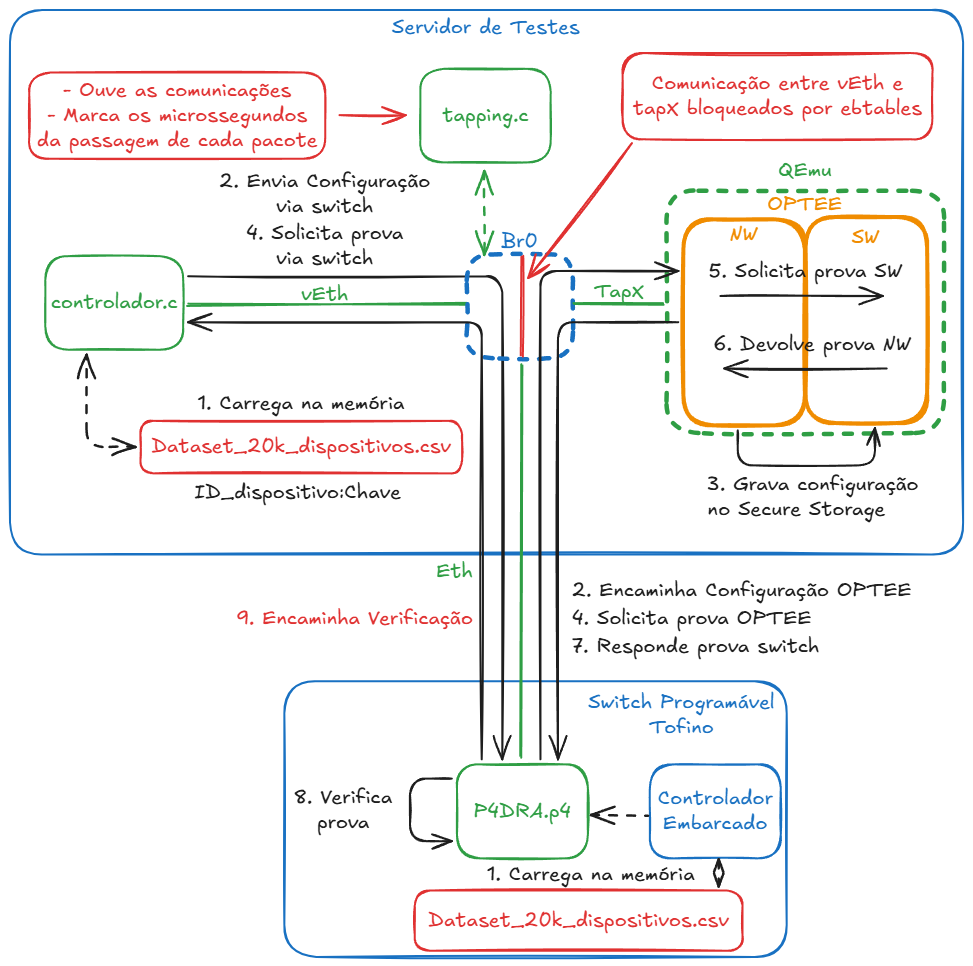 Servidor de Testes
- Ouve as comunicações
- Marca os microssegundos
da passagem de cada pacote
tapping.c
Comunicação entre vEth e
tapX bloqueados por ebtables
2. Envia Configuração
via switch
4. Solicita prova
via switch
QEmu
OPTEE
NW
SW
Br0
controlador.c
vEth
TapX
5. Solicita prova SW
6. Devolve prova NW
1. Carrega na memória
Dataset_20k_dispositivos.csv
ID_dispositivo:Chave
3. Grava configuração
no Secure Storage
Eth
9. Encaminha Verificação
2. Encaminha Configuração OPTEE
4. Solicita prova OPTEE
7. Responde prova switch
Switch Programável
Tofino
8. Verifica
prova
P4DRA.p4
Controlador
Embarcado
1. Carrega na memória
Dataset_20k_dispositivos.csv